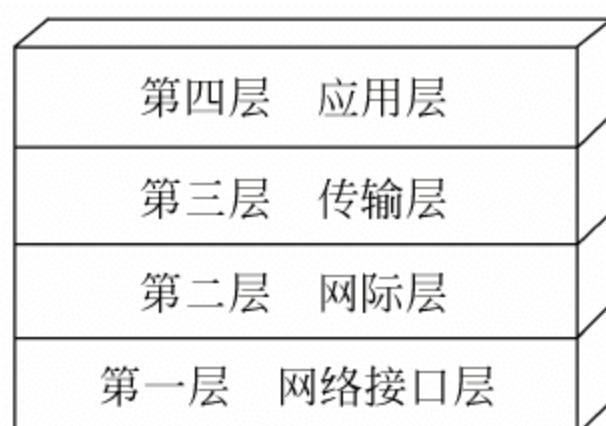 第四层 应用层
第三层 传输层
第二层 网际层
第一层 网络接口层